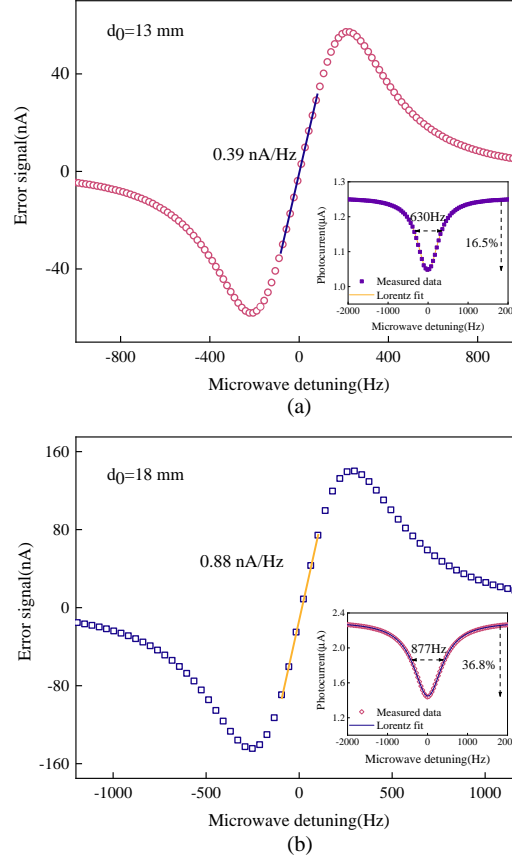 d0=13 mm
Error signal(nA)
40
0
-40
0.39 nA/Hz
-800
-400
0
400
800
Microwave detuning(Hz)
Photocurrent(μA)
1.3
1.2
1.1
1.0
630Hz
16.5%
Measured data
Lorentz fit
-2000
-1000
0
1000
2000
Microwave detuning(Hz)
(a)
d0=18 mm
Error signal(nA)
160
80
0
-80
-160
0.88 nA/Hz
-1000
-500
0
500
1000
Microwave detuning(Hz)
Photocurrent(μA)
2.4
2.0
1.6
1.2
877Hz
36.8%
Measured data
Lorentz fit
-2000
-1000
0
1000
2000
Microwave detuning(Hz)
(b)